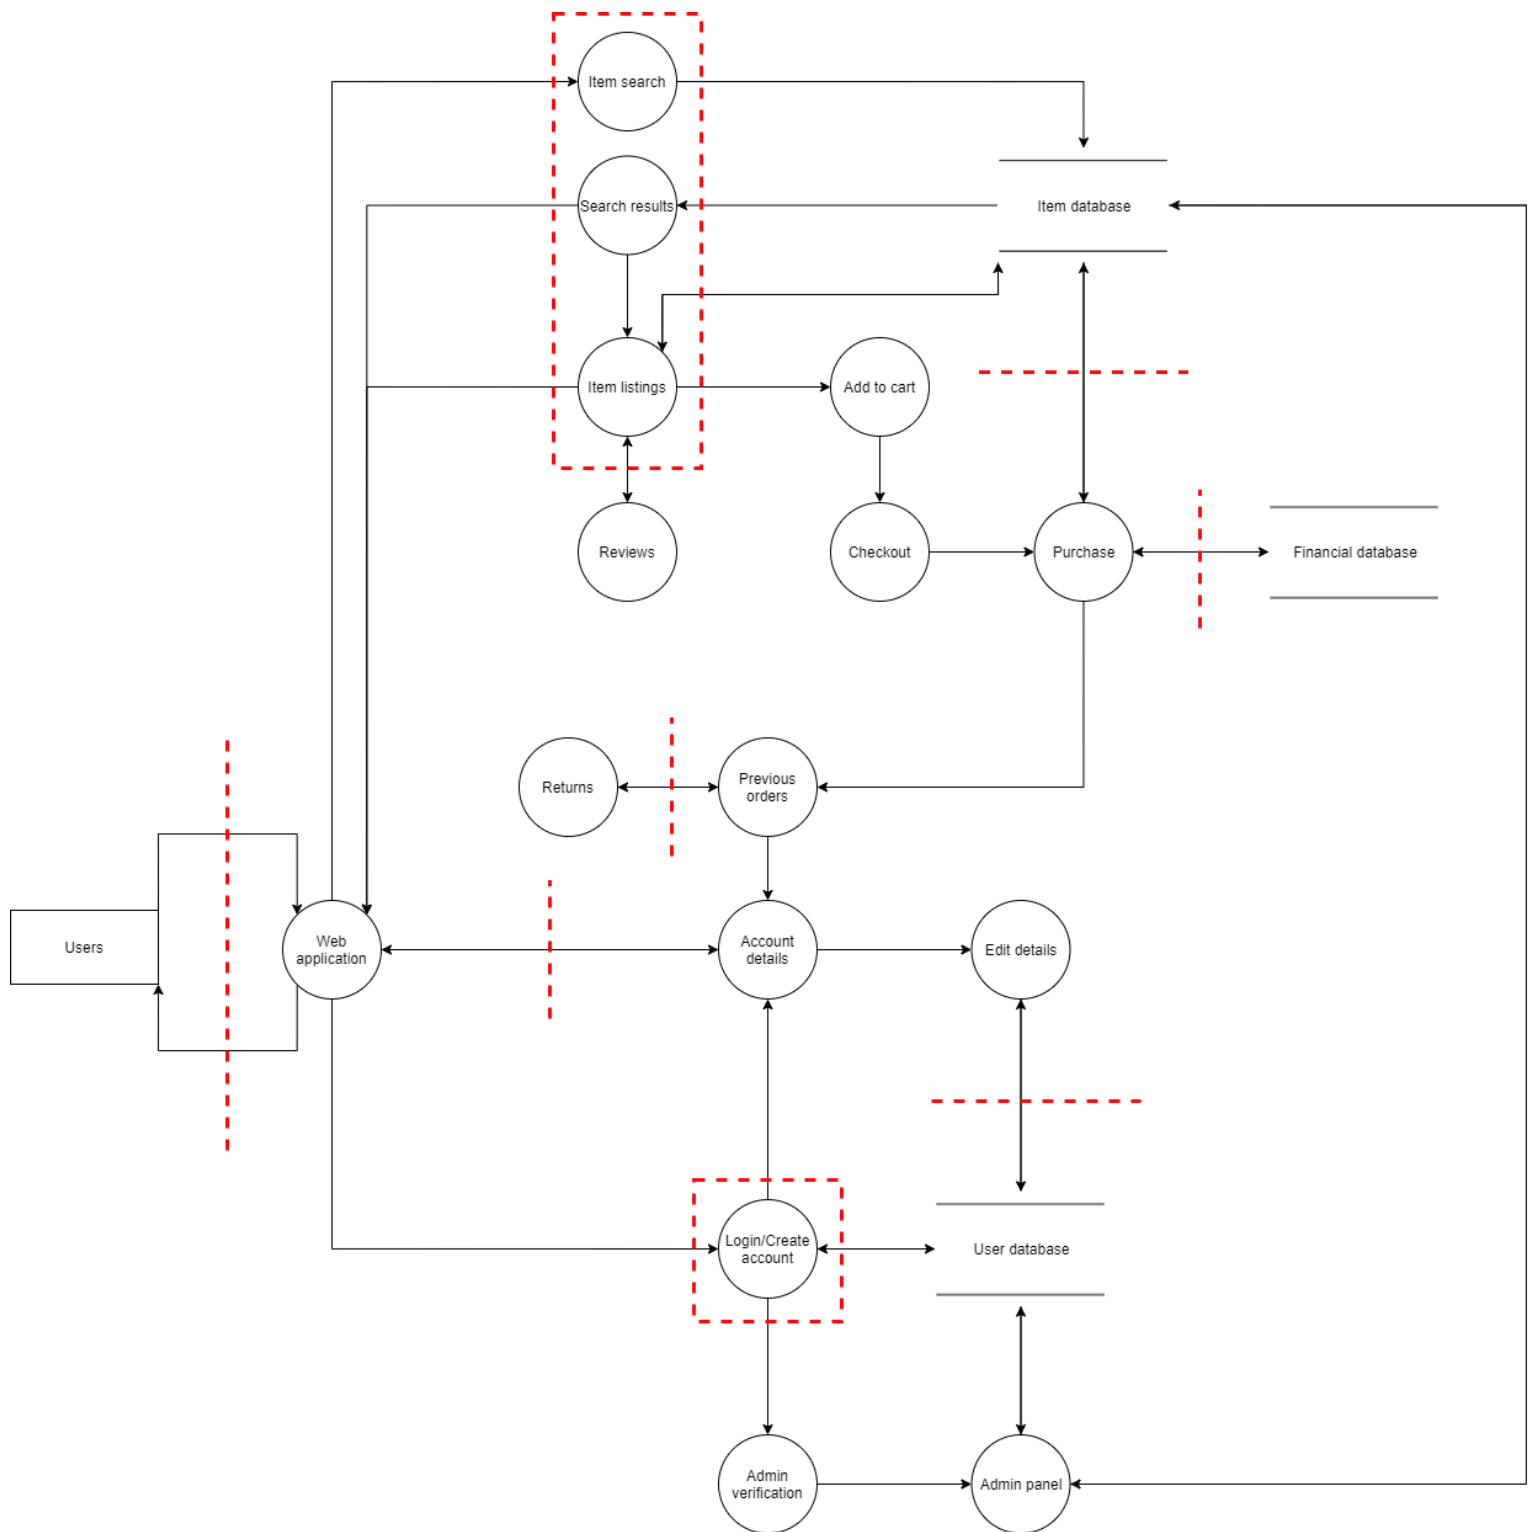 Item search
Search results
Item database
Item listings
Add to cart
Reviews
Checkout
Purchase
Financial database
Returns
Previous
orders
Users
Web
application
Account
details
Edit details
Login/Create
account
User database
Admin
verification
Admin panel